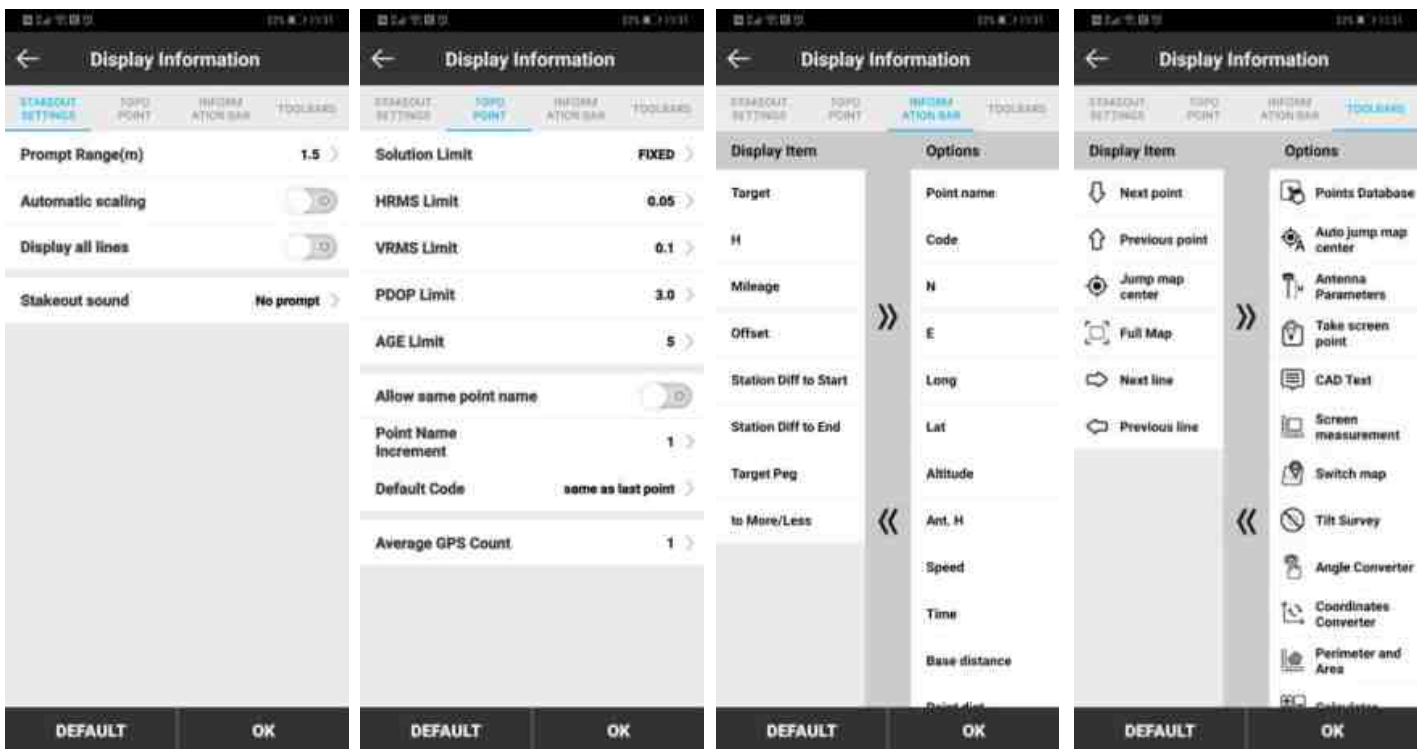 Display Information
STAKEOUT SETTINGS
TOPO POINT
INFORMATION BAR
TOOLBARS
Prompt Range(m) 1.5
Automatic scaling
Display all lines
Stakeout sound No prompt
DEFAULT OK
Display Information
STAKEOUT SETTINGS
TOPO POINT
INFORMATION BAR
TOOLBARS
Solution Limit FIXED
HRMS Limit 0.05
VRMS Limit 0.1
PDOP Limit 3.0
AGE Limit 5
Allow same point name
Point Name
Increment 1
Default Code same as last point
Average GPS Count 1
DEFAULT OK
Display Information
STAKEOUT SETTINGS
TOPO POINT
INFORMATION BAR
TOOLBARS
Display Item Options
Target Point name
H Code
Mileage N
Offset E
Station Diff to Start Long
Station Diff to End Lat
Target Peg Altitude
to More/Less Ant. H
Speed
Time
Base distance
Point dist
DEFAULT OK
Display Information
STAKEOUT SETTINGS
TOPO POINT
INFORMATION BAR
TOOLBARS
Display Item Options
Next point Points Database
Previous point Auto jump map center
Jump map center Antenna Parameters
Full Map Take screen point
Next line CAD Text
Previous line Screen measurement
Switch map
Tilt Survey
Angle Converter
Coordinates Converter
Perimeter and Area
Calculator
DEFAULT OK